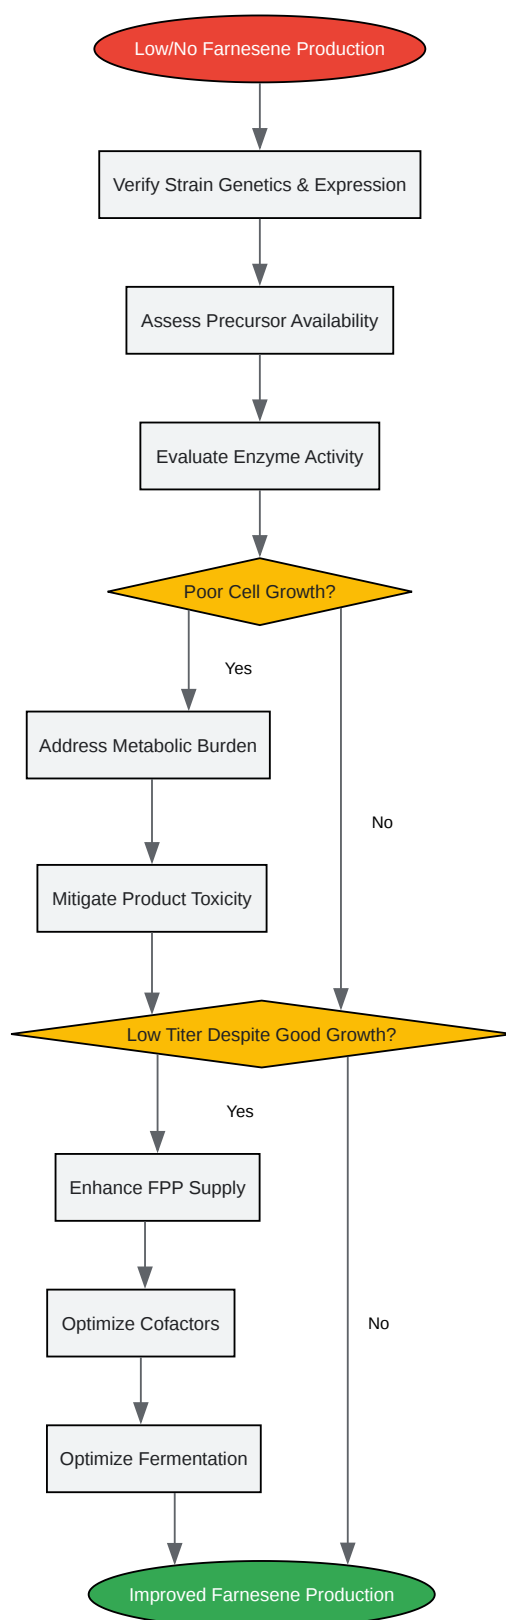 Low/No Farnesene Production
Verify Strain Genetics & Expression
Assess Precursor Availability
Evaluate Enzyme Activity
Poor Cell Growth?
Yes
Address Metabolic Burden
No
Mitigate Product Toxicity
Low Titer Despite Good Growth?
Yes
Enhance FPP Supply
Optimize Cofactors
No
Optimize Fermentation
Improved Farnesene Production